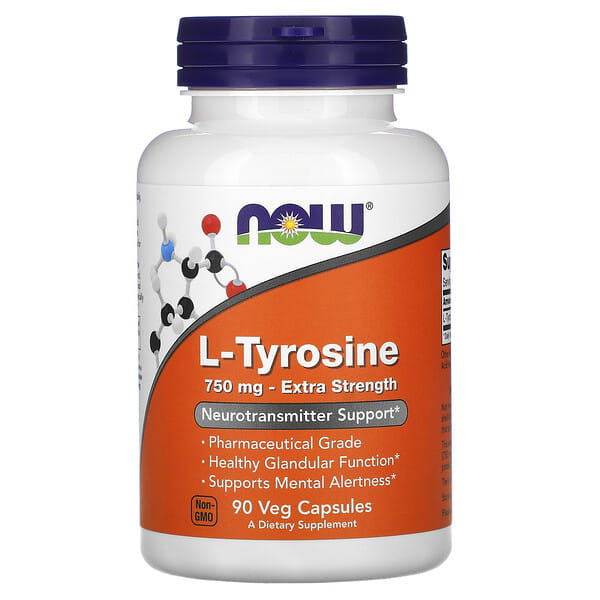 NOW®
L-Tyrosine
750 mg - Extra Strength
Neurotransmitter Support*
• Pharmaceutical Grade
• Healthy Glandular Function*
• Supports Mental Alertness*
Non-
GMO
90 Veg Capsules
A Dietary Supplement